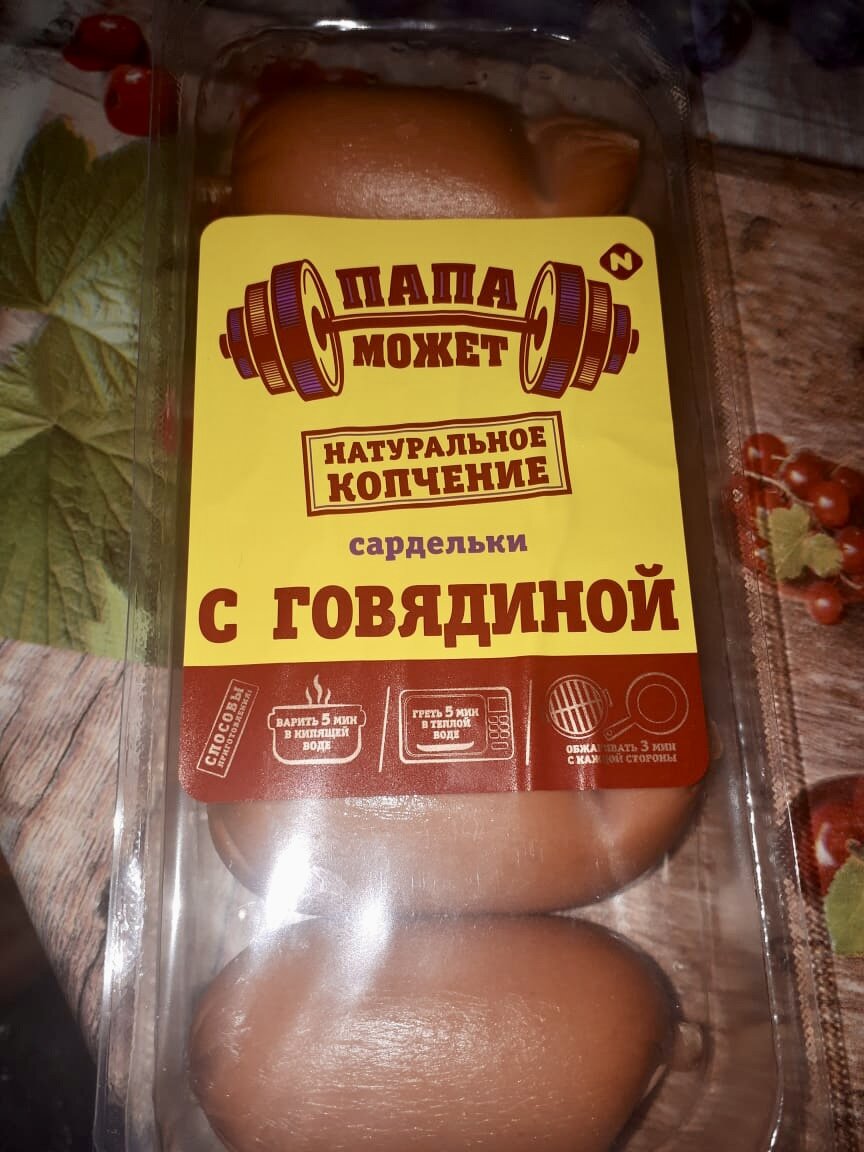 N
ПАПА
МОЖЕТ
НАТУРАЛЬНОЕ
КОПЧЕНИЕ
сардельки
С ГОВЯДИНОЙ
СПОСОБЫ
ПРИГОТОВЛЕНИЯ:
ВАРИТЬ 5 МИН
В КИПЯЩЕЙ
ВОДЕ
ГРЕТЬ 5 МИН
В ТЕПЛОЙ
ВОДЕ
ОБЖАРИВАТЬ 3 МИН
С КАЖДОЙ СТОРОНЫ